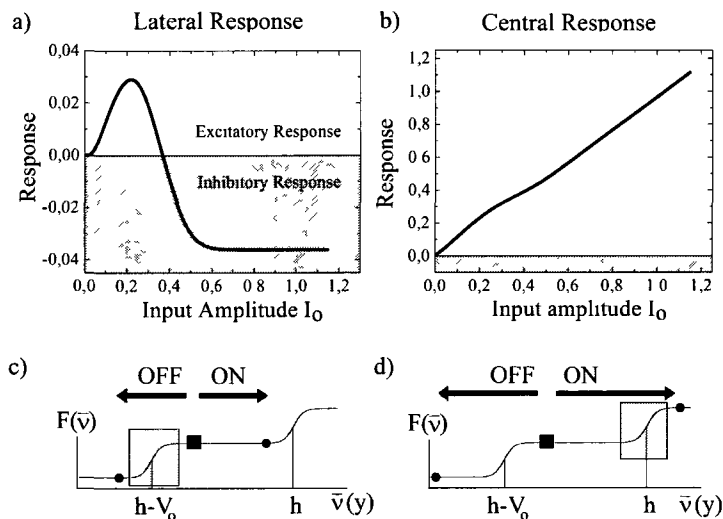 a) Lateral Response
0,04
0,02
0,00
-0,02
-0,04
Response
Excitatory Response
Inhibitory Response
0,0 0,2 0,4 0,6 0,8 1,0 1,2
Input Amplitude I₀
b) Central Response
1,2
1,0
0,8
0,6
0,4
0,2
0,0
Response
0,0 0,2 0,4 0,6 0,8 1 0 1,2
Input amplitude I₀
c)
OFF ON
F(ν̄)
h-V₀ h ν̄(y)
d)
OFF ON
F(ν̄)
h-V₀ h ν̄(y)